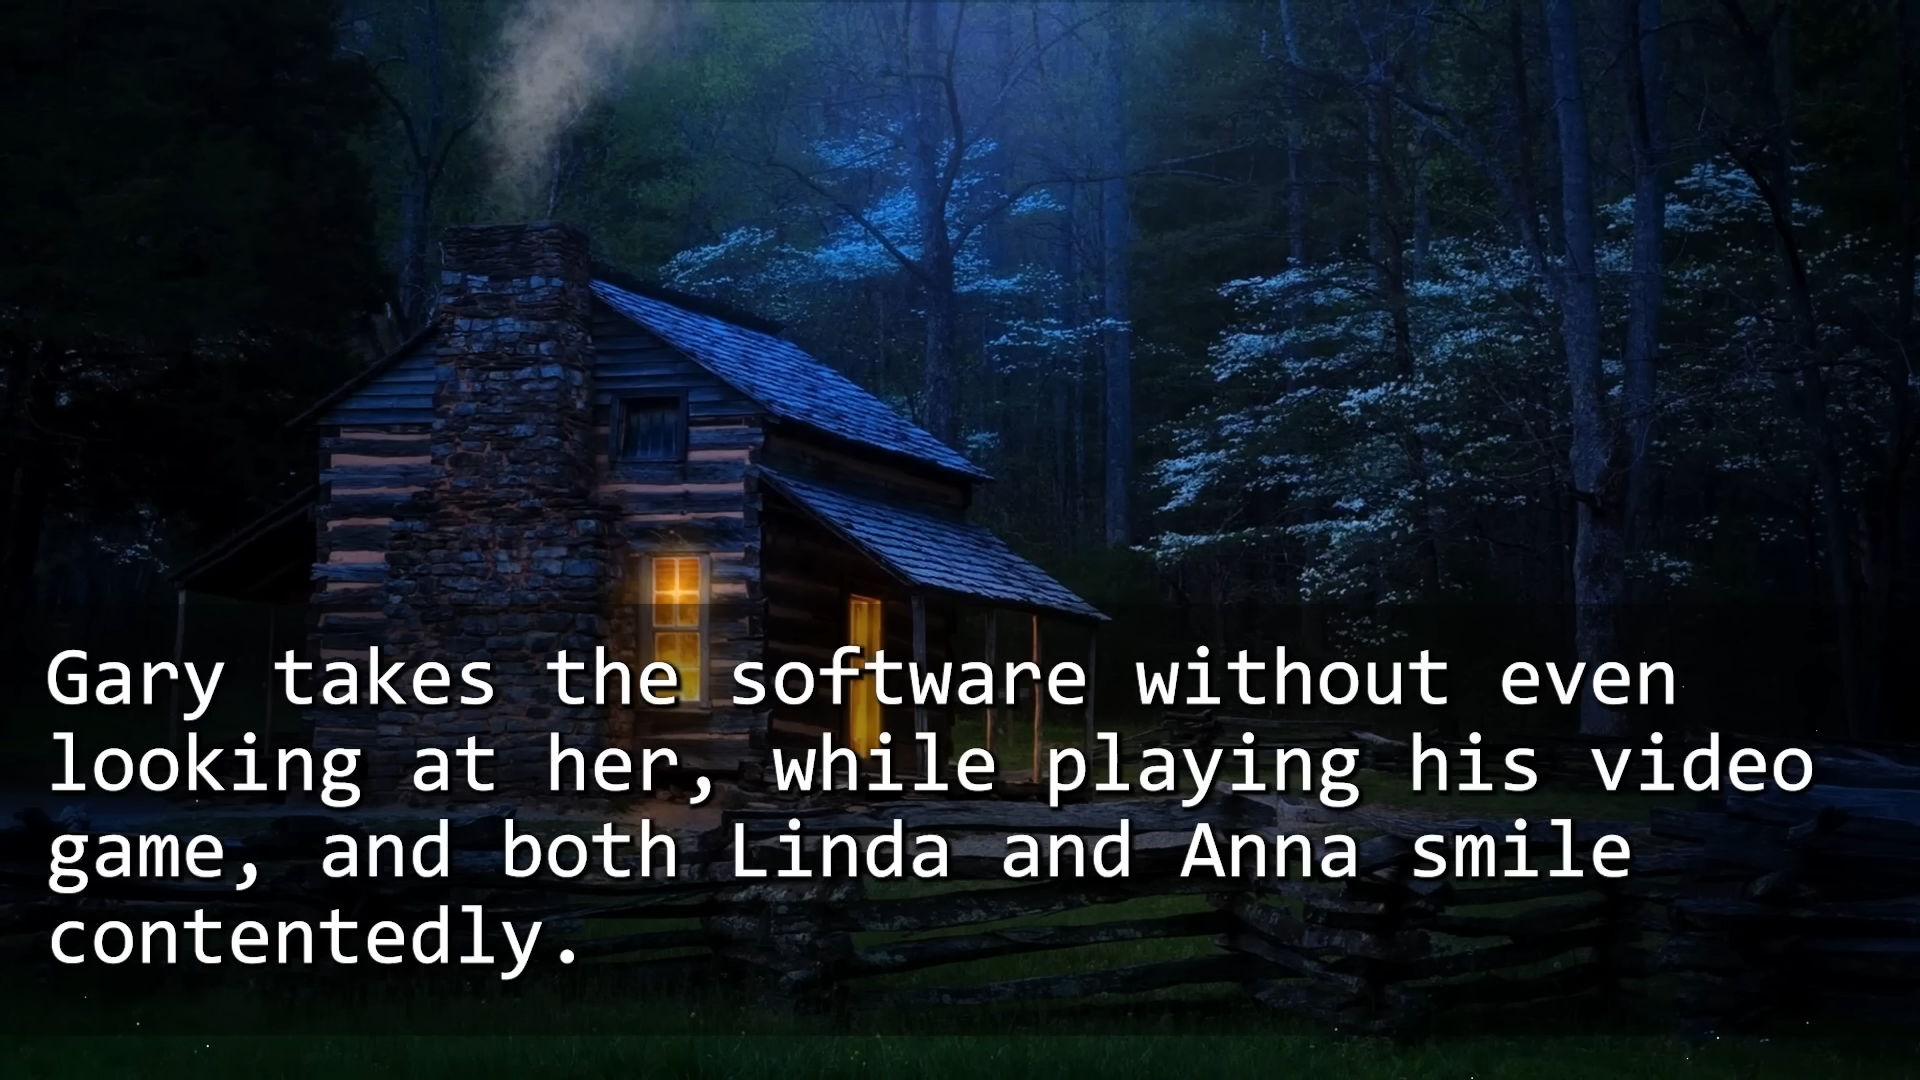 Gary takes the software without even
looking at her, while playing his video
game, and both Linda and Anna smile
contentedly.